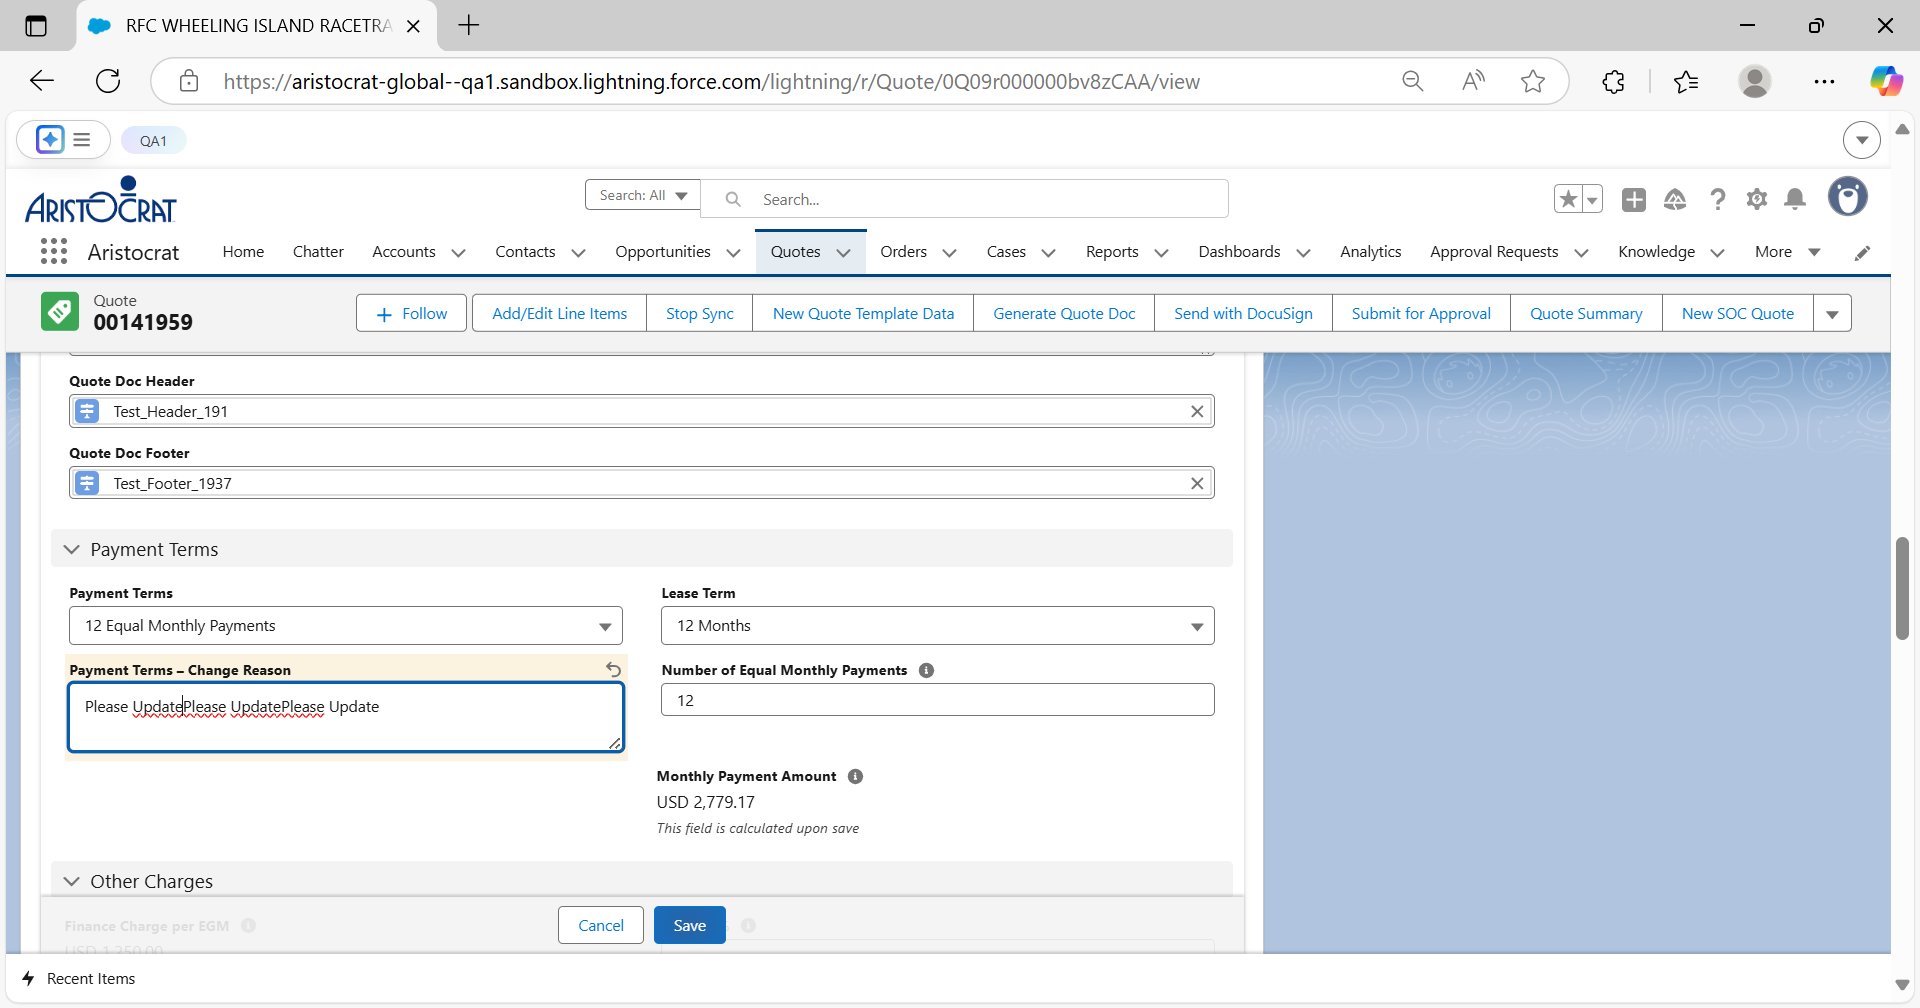 RFC WHEELING ISLAND RACETRA
https://aristocrat-global--qa1.sandbox.lightning.force.com/lightning/r/Quote/0Q09r000000bv8zCAA/view
QA1
ARISTOCRAT
Search: All
Search...
Aristocrat
Home
Chatter
Accounts
Contacts
Opportunities
Quotes
Orders
Cases
Reports
Dashboards
Analytics
Approval Requests
Knowledge
More
Quote
00141959
Follow
Add/Edit Line Items
Stop Sync
New Quote Template Data
Generate Quote Doc
Send with DocuSign
Submit for Approval
Quote Summary
New SOC Quote
Quote Doc Header
Test_Header_191
Quote Doc Footer
Test_Footer_1937
Payment Terms
Payment Terms
12 Equal Monthly Payments
Lease Term
12 Months
Payment Terms – Change Reason
Please UpdatePlease UpdatePlease Update
Number of Equal Monthly Payments
12
Monthly Payment Amount
USD 2,779.17
This field is calculated upon save
Other Charges
Finance Charge per EGM
USD 1,250.00
Cancel
Save
Recent Items